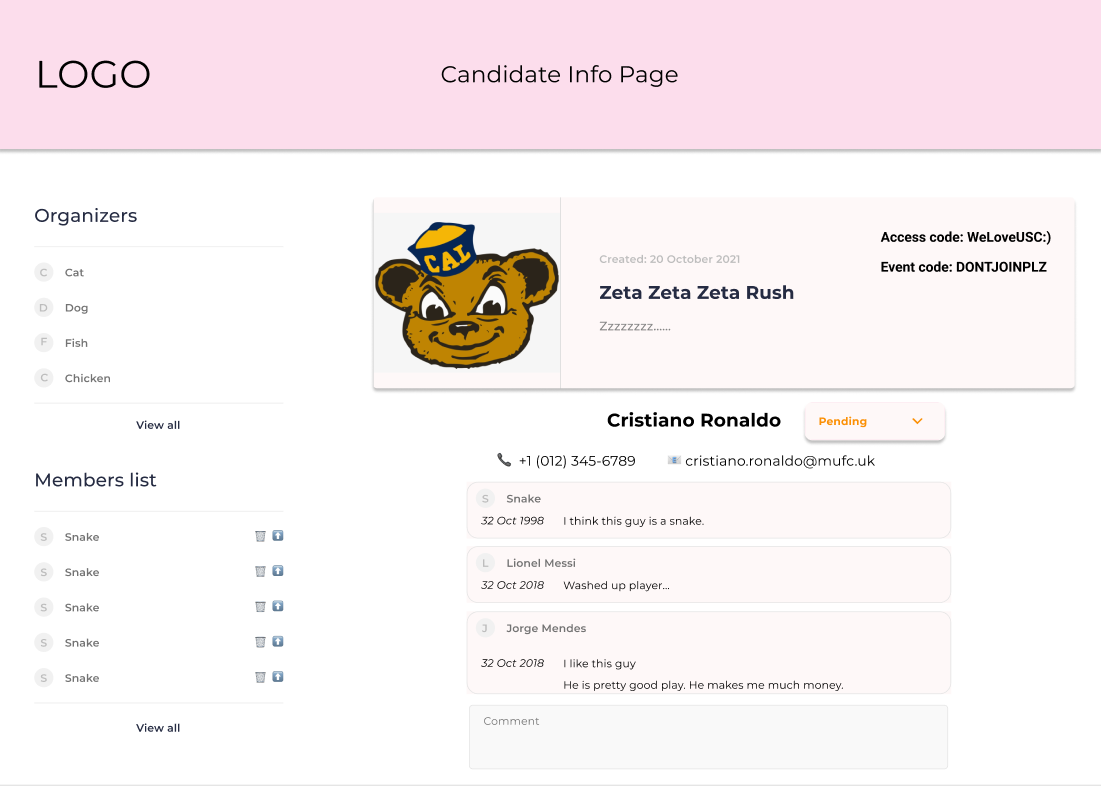 LOGO
Candidate Info Page
Organizers
C Cat
D Dog
F Fish
C Chicken
View all
Members list
S Snake
S Snake
S Snake
S Snake
S Snake
View all
CAL
Created: 20 October 2021
Zeta Zeta Zeta Rush
Zzzzzzzz......
Access code: WeLoveUSC:)
Event code: DONTJOINPLZ
Cristiano Ronaldo
Pending
+1 (012) 345-6789
cristiano.ronaldo@mufc.uk
S Snake
32 Oct 1998 I think this guy is a snake.
L Lionel Messi
32 Oct 2018 Washed up player...
J Jorge Mendes
32 Oct 2018 I like this guy
He is pretty good play. He makes me much money.
Comment